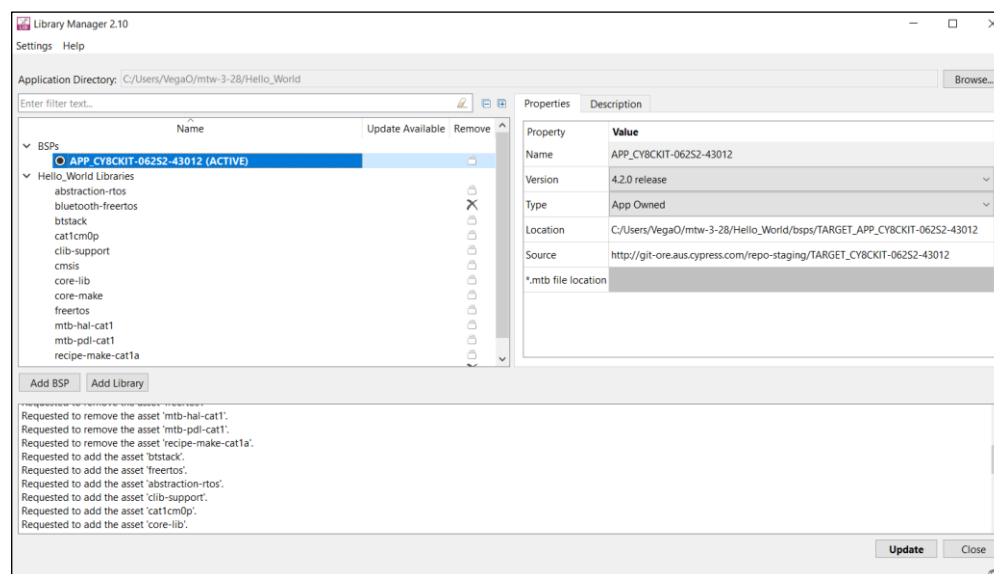 Library Manager 2.10
Settings Help
Application Directory: C:/Users/VegaO/mtw-3-28/Hello_World
Browse...
Enter filter text...
Name Update Available Remove
BSPs
APP_CY8CKIT-062S2-43012 (ACTIVE)
Hello_World Libraries
abstraction-rtos
bluetooth-freertos
btstack
cat1cm0p
clib-support
cmsis
core-lib
core-make
freertos
mtb-hal-cat1
mtb-pdl-cat1
recipe-make-cat1a
Properties Description
Property Value
Name APP_CY8CKIT-062S2-43012
Version 4.2.0 release
Type App Owned
Location C:/Users/VegaO/mtw-3-28/Hello_World/bsps/TARGET_APP_CY8CKIT-062S2-43012
Source http://git-ore.aus.cypress.com/repo-staging/TARGET_CY8CKIT-062S2-43012
*.mtb file location
Add BSP Add Library
Requested to remove the asset 'freertos'.
Requested to remove the asset 'mtb-hal-cat1'.
Requested to remove the asset 'mtb-pdl-cat1'.
Requested to remove the asset 'recipe-make-cat1a'.
Requested to add the asset 'btstack'.
Requested to add the asset 'freertos'.
Requested to add the asset 'abstraction-rtos'.
Requested to add the asset 'clib-support'.
Requested to add the asset 'cat1cm0p'.
Requested to add the asset 'core-lib'.
Update Close